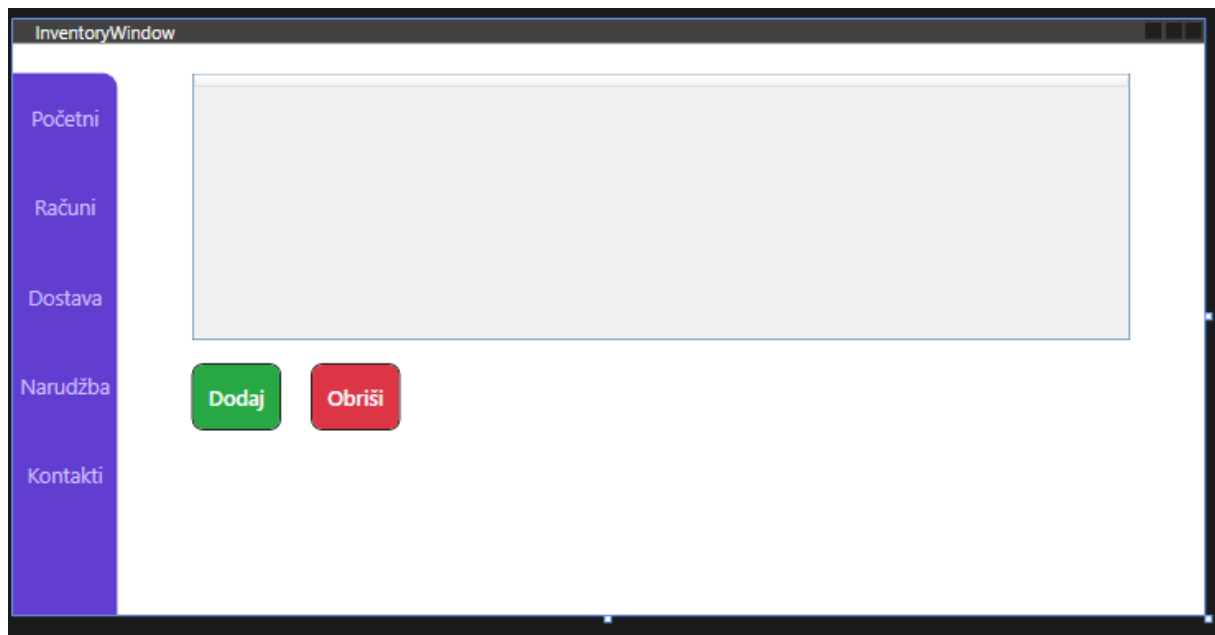 InventoryWindow
Početni
Računi
Dostava
Narudžba
Kontakti
Dodaj
Obriši